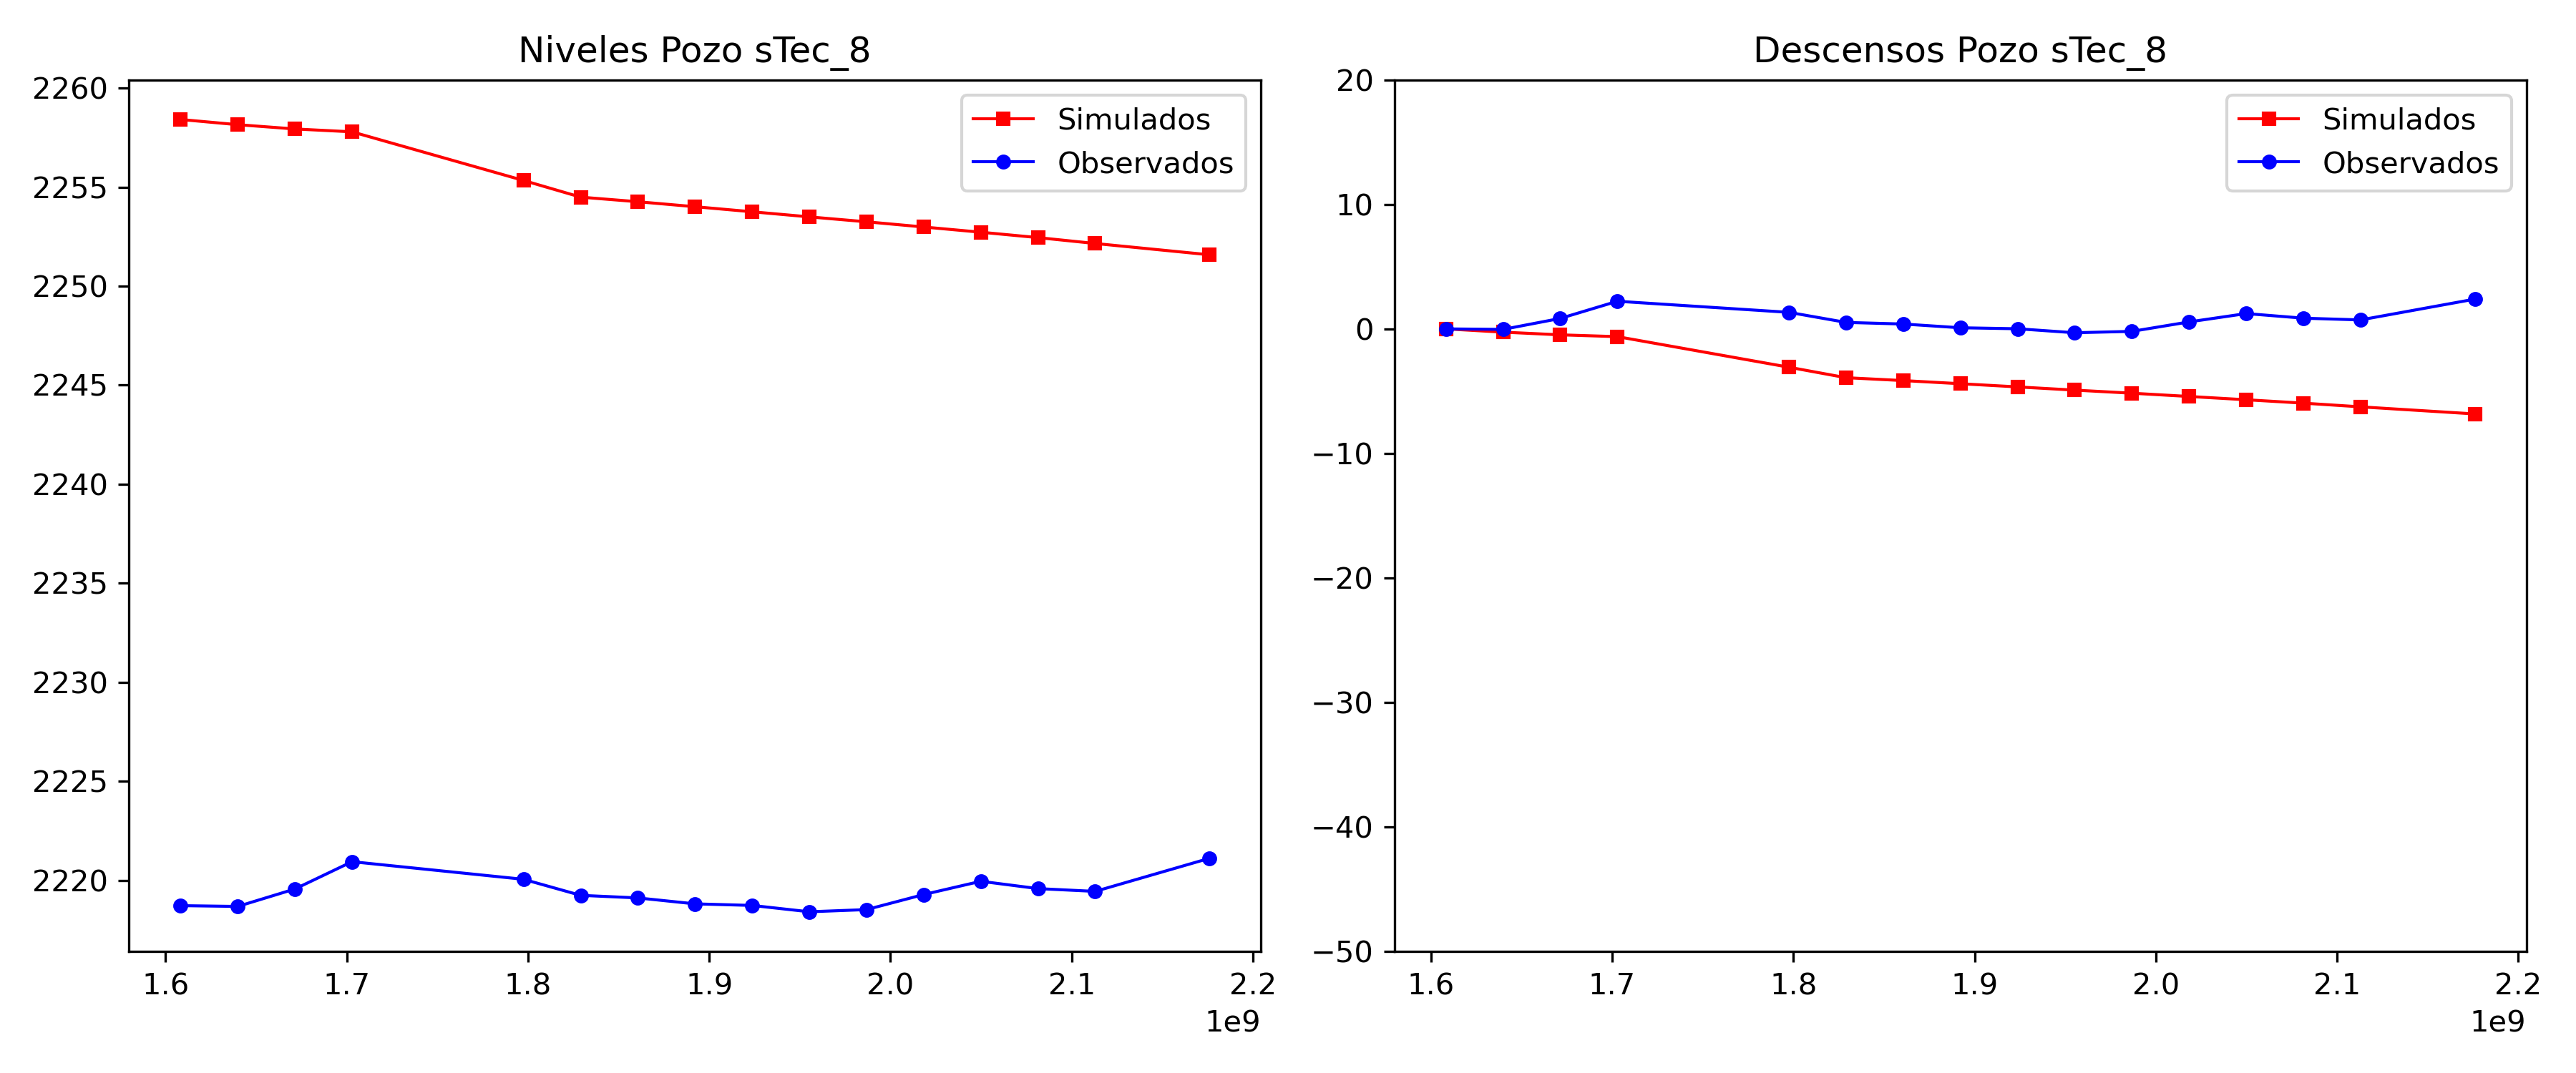 Niveles Pozo sTec_8
2260
2255
2250
2245
2240
2235
2230
2225
2220
1.6 1.7 1.8 1.9 2.0 2.1 2.2
1e9
Simulados
Observados
Descensos Pozo sTec_8
20
10
0
−10
−20
−30
−40
−50
1.6 1.7 1.8 1.9 2.0 2.1 2.2
1e9
Simulados
Observados